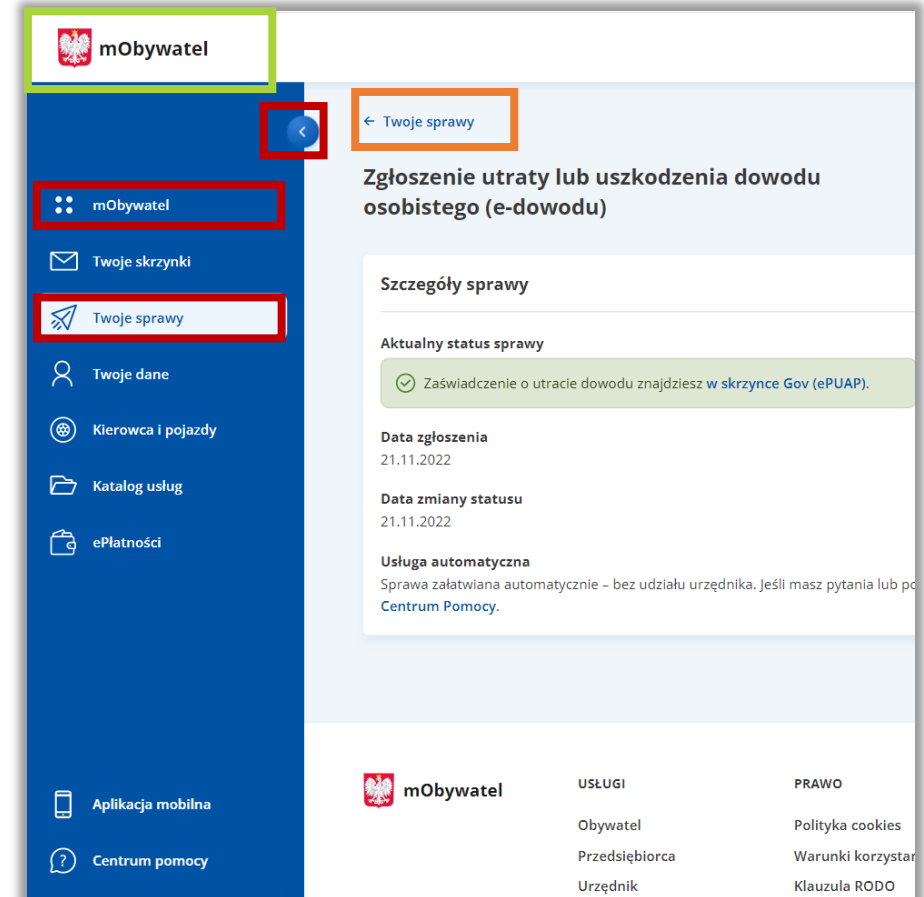 mObywatel
← Twoje sprawy
Zgłoszenie utraty lub uszkodzenia dowodu
osobistego (e-dowodu)
mObywatel
Twoje skrzynki
Twoje sprawy
Twoje dane
Kierowca i pojazdy
Katalog usług
ePłatności
Szczegóły sprawy
Aktualny status sprawy
Zaświadczenie o utracie dowodu znajdziesz w skrzynce Gov (ePUAP).
Data zgłoszenia
21.11.2022
Data zmiany statusu
21.11.2022
Usługa automatyczna
Sprawa załatwiana automatycznie – bez udziału urzędnika. Jeśli masz pytania lub
Centrum Pomocy.
Aplikacja mobilna
Centrum pomocy
mObywatel
USŁUGI
Obywatel
Przedsiębiorca
Urzędnik
PRAWO
Polityka cookies
Warunki
Klauzula RODO